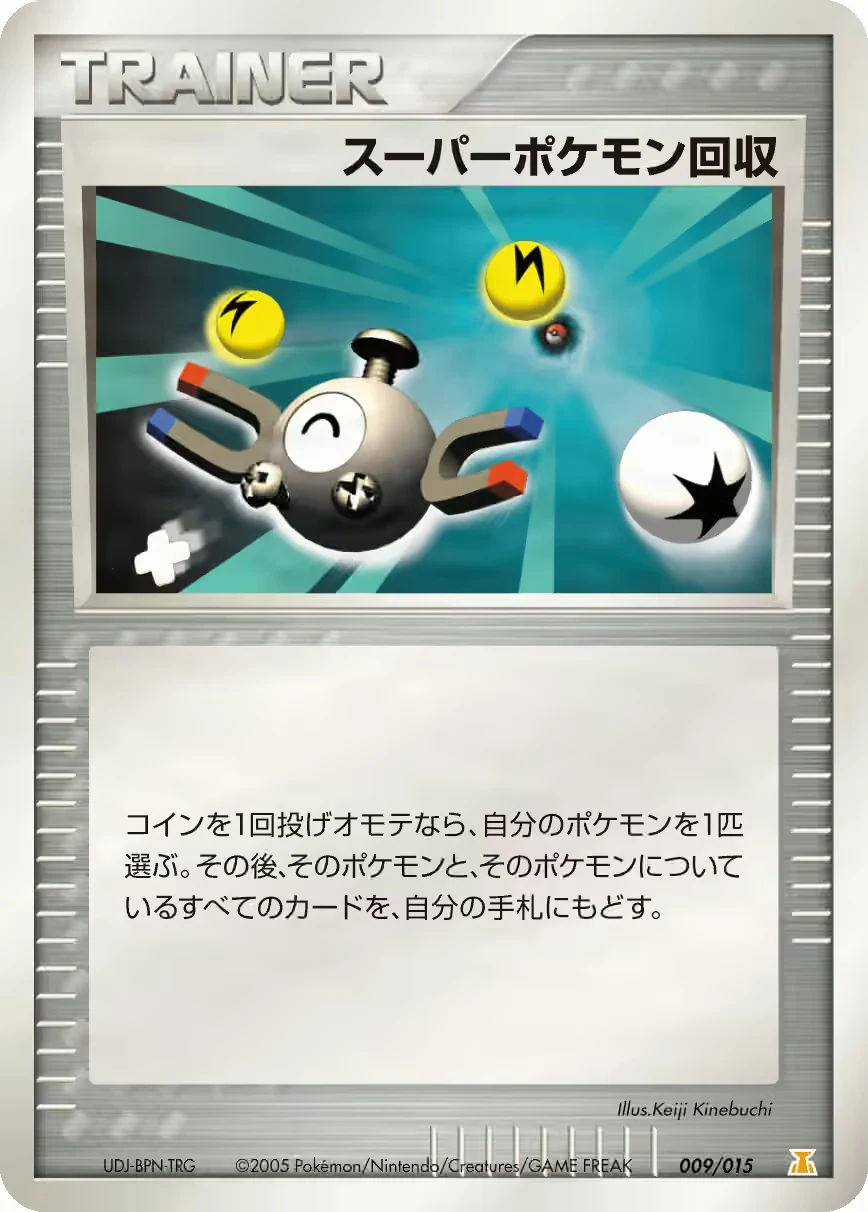 TRAINER
スーパーポケモン回収
コインを1回投げオモテなら、自分のポケモンを1匹
選ぶ。その後、そのポケモンと、そのポケモンについて
いるすべてのカードを、自分の手札にもどす。
Illus.Keiji Kinebuchi
UDJ-BPN-TRG ©2005 Pokémon/Nintendo/Creatures/GAME FREAK 009/015